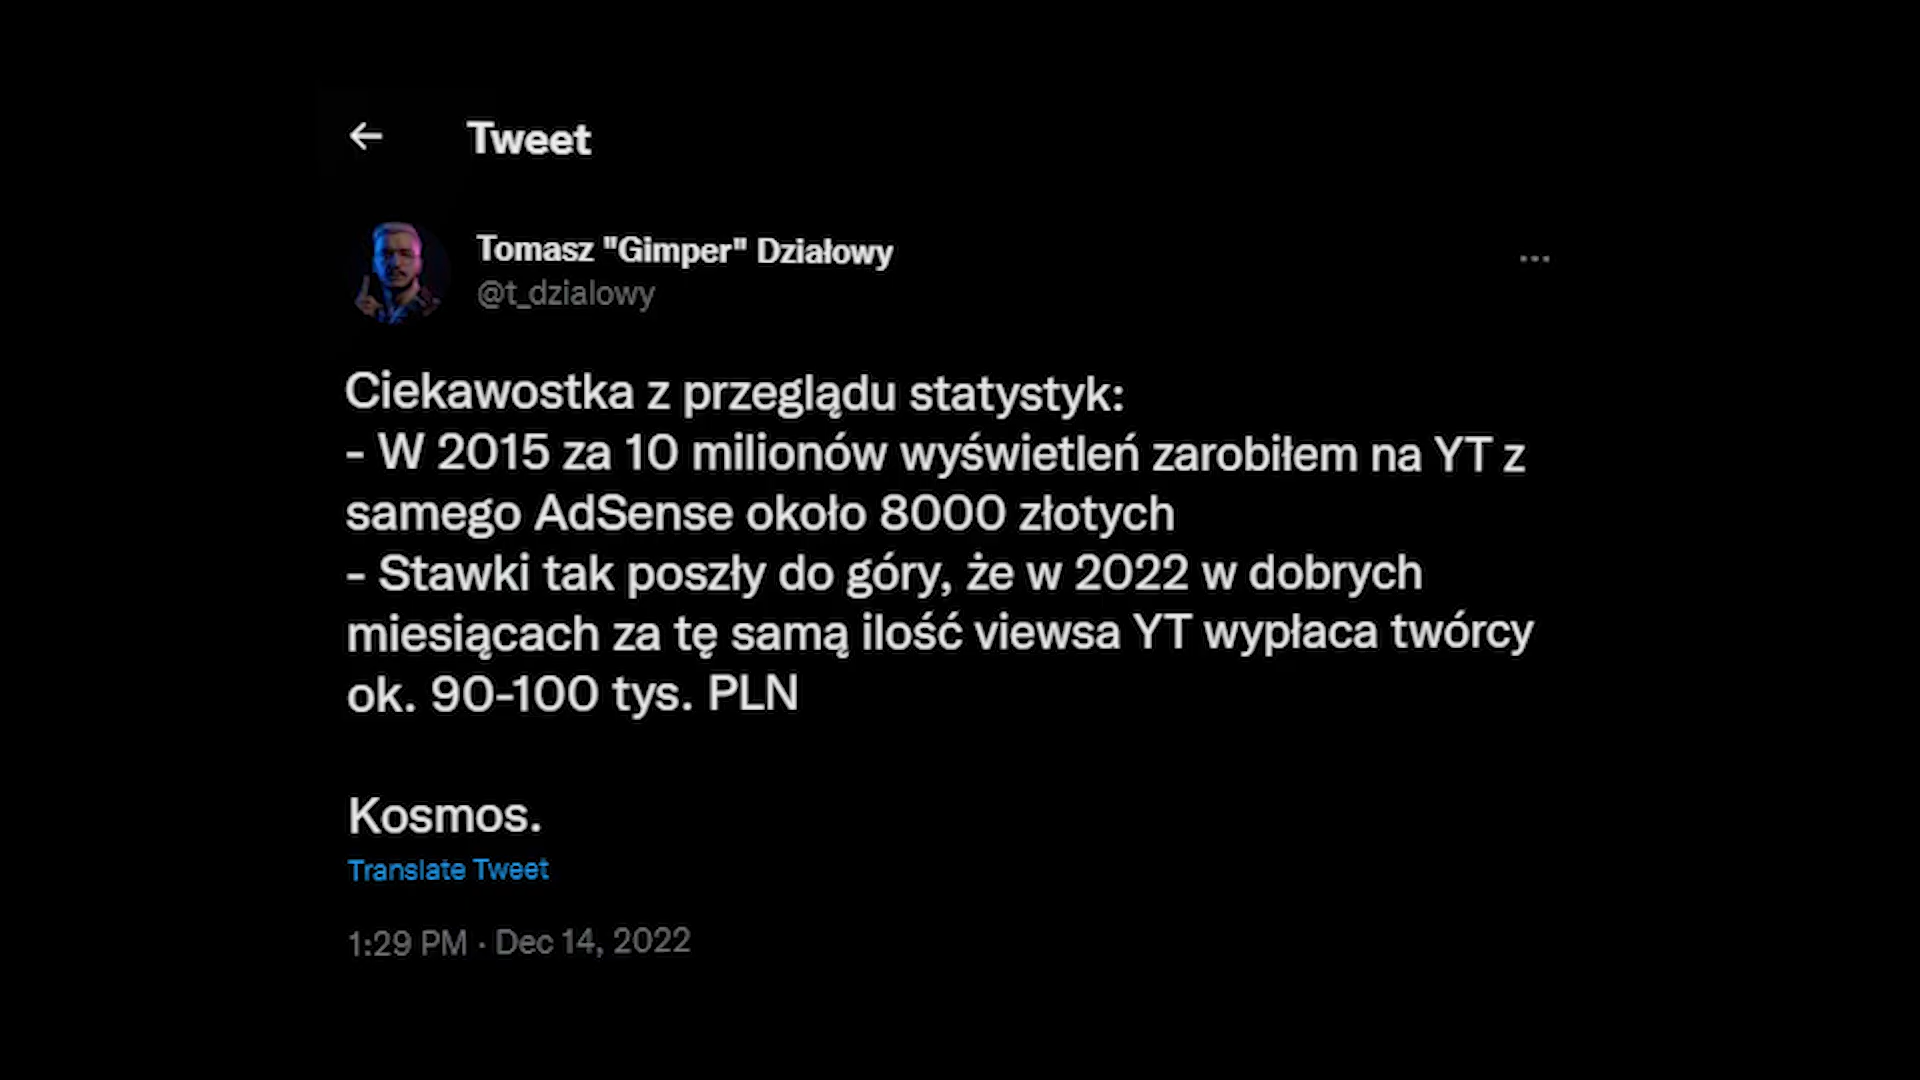 Tweet
Tomasz "Gimper" Działowy
@t_dzialowy
Ciekawostka z przeglądu statystyk:
- W 2015 za 10 milionów wyświetleń zarobiłem na YT z
samego AdSense około 8000 złotych
- Stawki tak poszły do góry, że w 2022 w dobrych
miesiącach za tę samą ilość viewsa YT wypłaca twórcy
ok. 90-100 tys. PLN
Kosmos.
Translate Tweet
1:29 PM · Dec 14, 2022